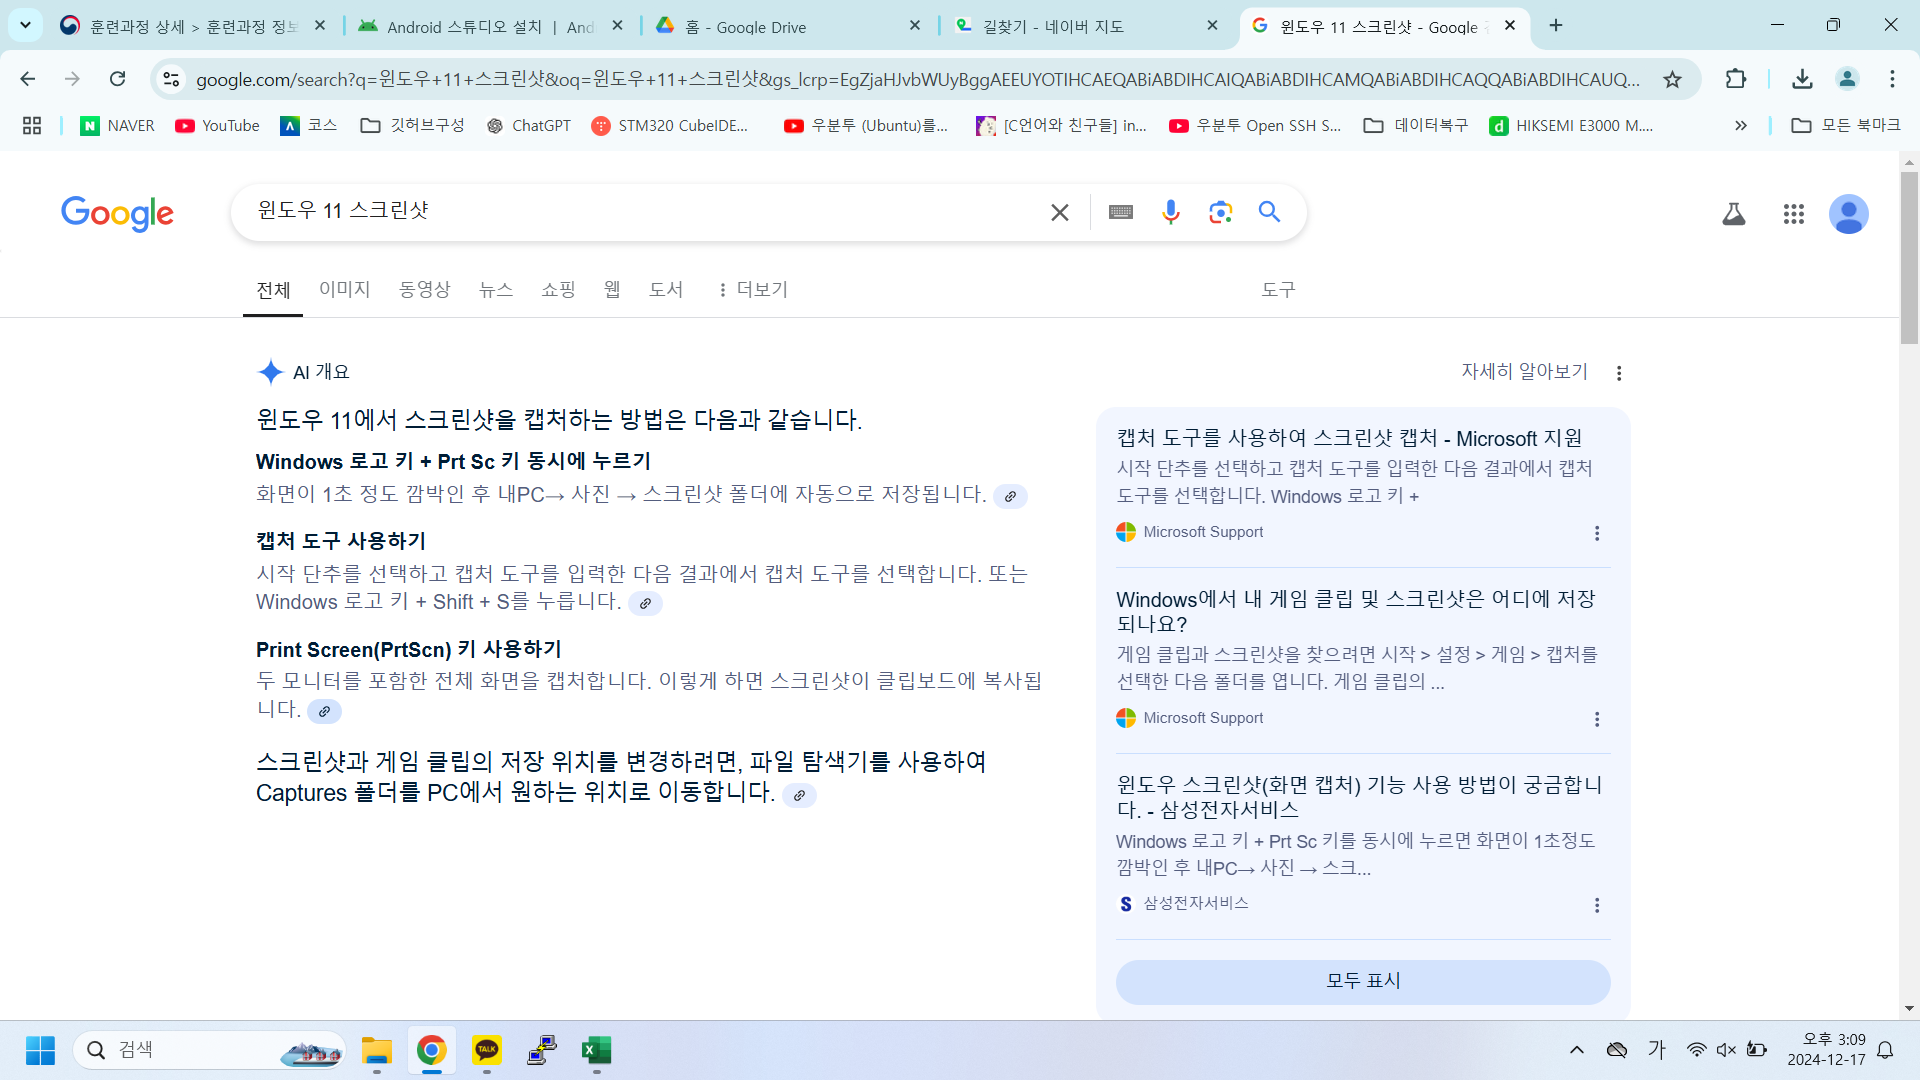 훈련과정 상세 > 훈련과정 정보
Android 스튜디오 설치 | And
홈 - Google Drive
길찾기 - 네이버 지도
윈도우 11 스크린샷 - Google
google.com/search?q=윈도우+11+스크린샷&oq=윈도우+11+스크린샷&gs_lcrp=EgZjaHJvbWUyBggAEEUYOTIHCAEQABiABDIHCAIQABiABDIHCAMQABiABDIHCAQQABiABDIHCAUQ...
NAVER
YouTube
코스
깃허브구성
ChatGPT
STM320 CubeIDE...
우분투 (Ubuntu)를...
[C언어와 친구들] in...
우분투 Open SSH S...
데이터복구
HIKSEMI E3000 M....
모든 북마크
Google
윈도우 11 스크린샷
전체
이미지
동영상
뉴스
쇼핑
웹
도서
더보기
도구
AI 개요
자세히 알아보기
윈도우 11에서 스크린샷을 캡처하는 방법은 다음과 같습니다.
Windows 로고 키 + Prt Sc 키 동시에 누르기
화면이 1초 정도 깜박인 후 내PC→ 사진 → 스크린샷 폴더에 자동으로 저장됩니다.
캡처 도구 사용하기
시작 단추를 선택하고 캡처 도구를 입력한 다음 결과에서 캡처 도구를 선택합니다. 또는
Windows 로고 키 + Shift + S를 누릅니다.
Print Screen(PrtScn) 키 사용하기
두 모니터를 포함한 전체 화면을 캡처합니다. 이렇게 하면 스크린샷이 클립보드에 복사됩
니다.
스크린샷과 게임 클립의 저장 위치를 변경하려면, 파일 탐색기를 사용하여
Captures 폴더를 PC에서 원하는 위치로 이동합니다.
캡처 도구를 사용하여 스크린샷 캡처 - Microsoft 지원
시작 단추를 선택하고 캡처 도구를 입력한 다음 결과에서 캡처
도구를 선택합니다. Windows 로고 키 +
Microsoft Support
Windows에서 내 게임 클립 및 스크린샷은 어디에 저장
되나요?
게임 클립과 스크린샷을 찾으려면 시작 > 설정 > 게임 > 캡처를
선택한 다음 폴더를 엽니다. 게임 클립의 ...
Microsoft Support
윈도우 스크린샷(화면 캡처) 기능 사용 방법이 궁금합니
다. - 삼성전자서비스
Windows 로고 키 + Prt Sc 키를 동시에 누르면 화면이 1초정도
깜박인 후 내PC→ 사진 → 스크...
삼성전자서비스
모두 표시
검색
TALK
가
오후 3:09
2024-12-17